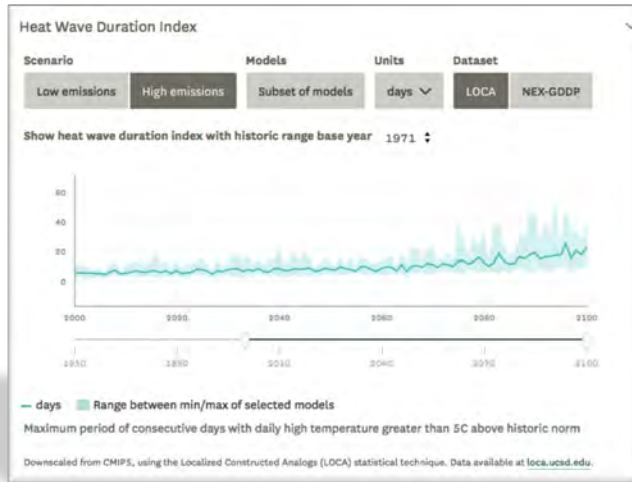 Heat Wave Duration Index
Scenario Models Units Dataset
Low emissions High emissions Subset of models days LOCA NEX-GDDP
Show heat wave duration index with historic range base year 1971
60
40
20
0
2000 2020 2040 2060 2080 2100
2010 2100
days Range between min/max of selected models
Maximum period of consecutive days with daily high temperature greater than 5C above historic norm
Downscaled from CMIP5, using the Localized Constructed Analogs (LOCA) statistical technique. Data available at loca.ucsd.edu.